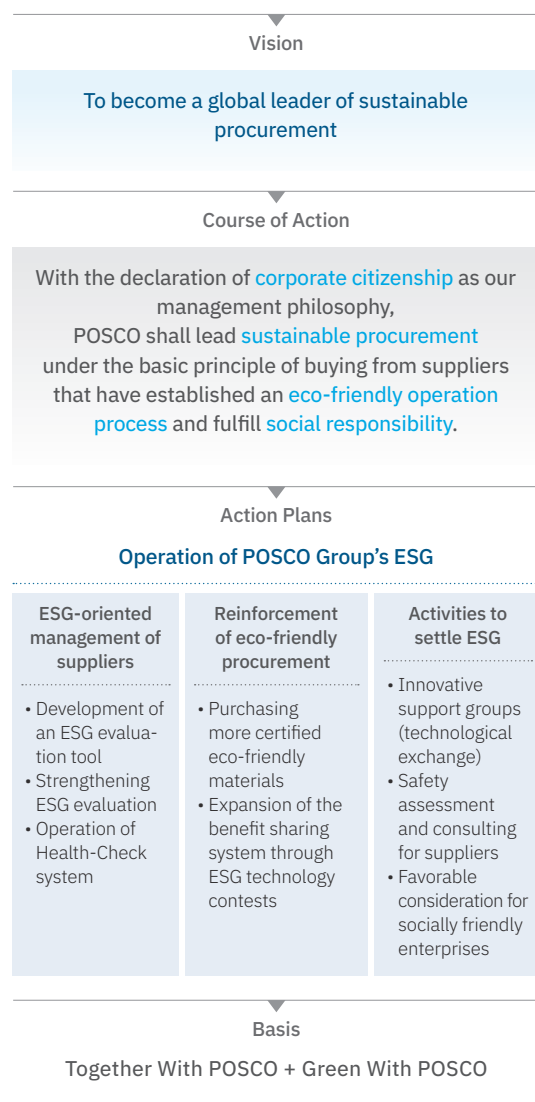 Vision
To become a global leader of sustainable
procurement
Course of Action
With the declaration of corporate citizenship as our
management philosophy,
POSCO shall lead sustainable procurement
under the basic principle of buying from suppliers
that have established an eco-friendly operation
process and fulfill social responsibility.
Action Plans
Operation of POSCO Group's ESG
ESG-oriented
management of
suppliers
• Development of
an ESG evalua-
tion tool
• Strengthening
ESG evaluation
• Operation of
Health-Check
system
Reinforcement
of eco-friendly
procurement
• Purchasing
more certified
eco-friendly
materials
• Expansion of the
benefit sharing
system through
ESG technology
contests
Activities to
settle ESG
• Innovative
support groups
(technological
exchange)
• Safety
assessment
and consulting
for suppliers
• Favorable
consideration for
socially friendly
enterprises
Basis
Together With POSCO + Green With POSCO